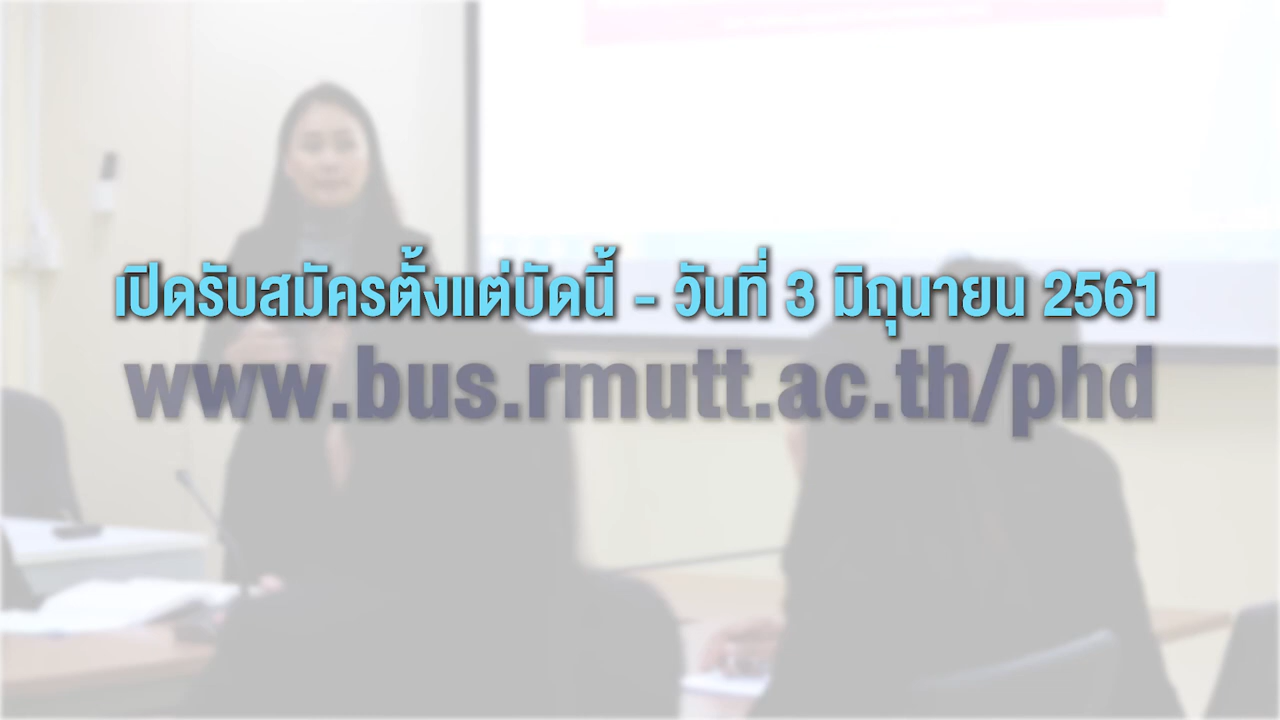 เปิดรับสมัครตั้งแต่บัดนี้ - วันที่ 3 มิถุนายน 2561
www.bus.rmutt.ac.th/phd